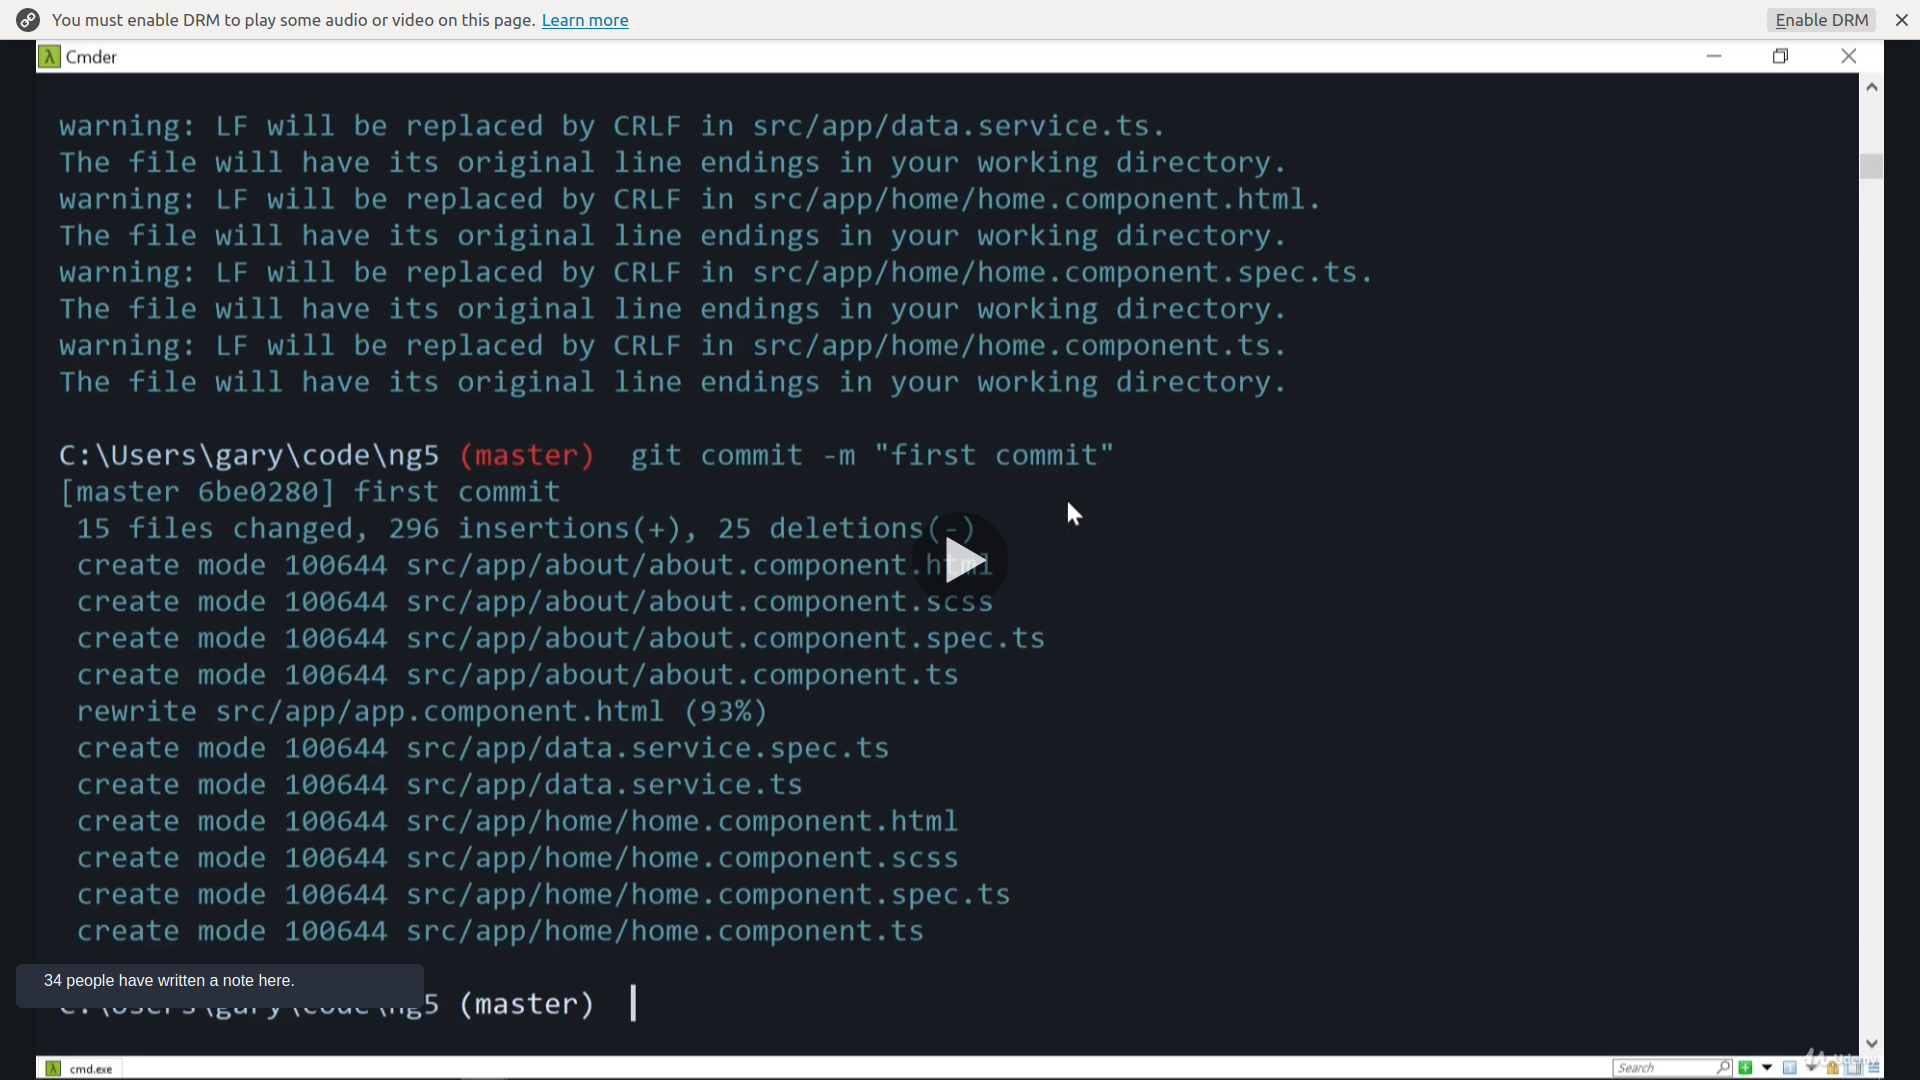 You must enable DRM to play some audio or video on this page. Learn more
Enable DRM
Cmder
warning: LF will be replaced by CRLF in src/app/data.service.ts.
The file will have its original line endings in your working directory.
warning: LF will be replaced by CRLF in src/app/home/home.component.html.
The file will have its original line endings in your working directory.
warning: LF will be replaced by CRLF in src/app/home/home.component.spec.ts.
The file will have its original line endings in your working directory.
warning: LF will be replaced by CRLF in src/app/home/home.component.ts.
The file will have its original line endings in your working directory.
C:\Users\gary\code\ng5 (master) git commit -m "first commit"
[master 6be0280] first commit
15 files changed, 296 insertions(+), 25 deletions(-)
create mode 100644 src/app/about/about.component.html
create mode 100644 src/app/about/about.component.scss
create mode 100644 src/app/about/about.component.spec.ts
create mode 100644 src/app/about/about.component.ts
rewrite src/app/app.component.html (93%)
create mode 100644 src/app/data.service.spec.ts
create mode 100644 src/app/data.service.ts
create mode 100644 src/app/home/home.component.html
create mode 100644 src/app/home/home.component.scss
create mode 100644 src/app/home/home.component.spec.ts
create mode 100644 src/app/home/home.component.ts
34 people have written a note here.
C:\Users\gary\code\ng5 (master)
cmd.exe
Search
Udemy